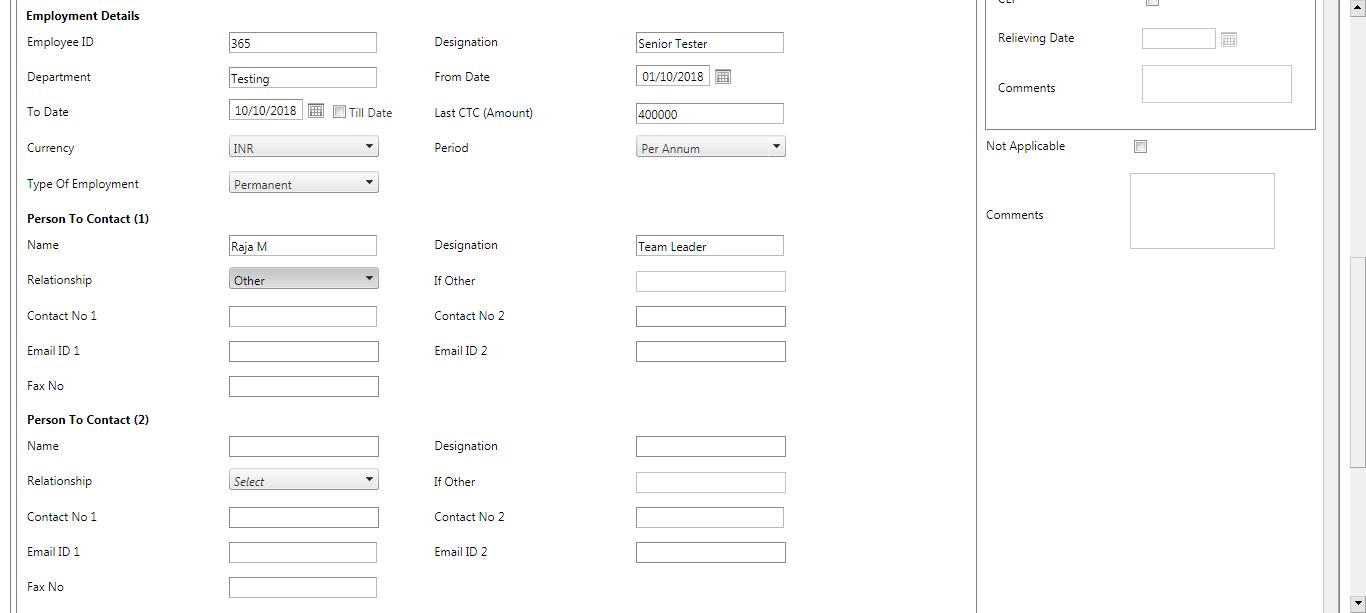 Employment Details
Employee ID 365 Designation Senior Tester
Department Testing From Date 01/10/2018
To Date 10/10/2018 Till Date Last CTC (Amount) 400000
Currency INR Period Per Annum
Type Of Employment Permanent
Person To Contact (1)
Name Raja M Designation Team Leader
Relationship Other If Other
Contact No 1 Contact No 2
Email ID 1 Email ID 2
Fax No
Person To Contact (2)
Name Designation
Relationship Select If Other
Contact No 1 Contact No 2
Email ID 1 Email ID 2
Fax No
Relieving Date
Comments
Not Applicable
Comments